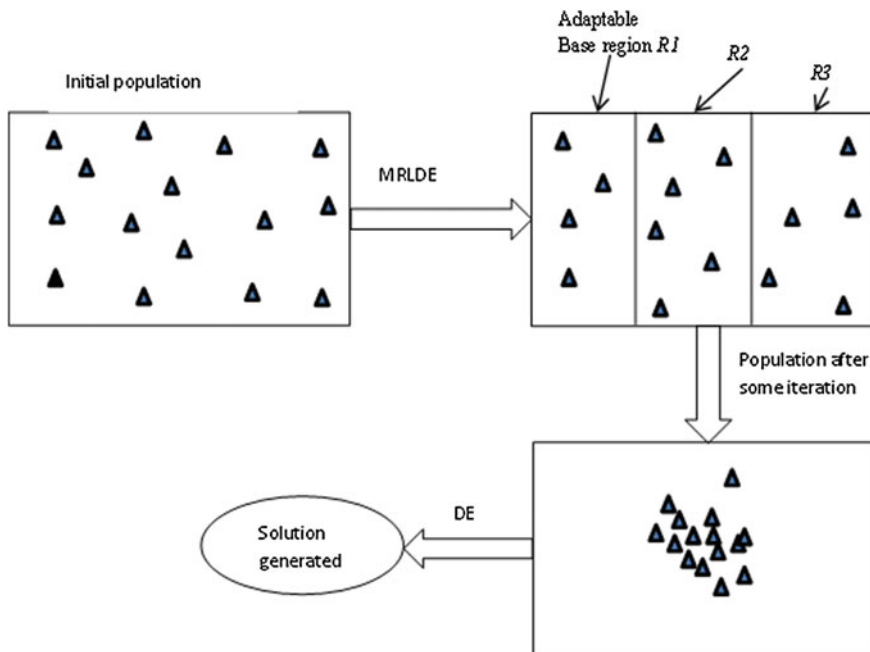 Initial population
Adaptable
Base region R1
R2
R3
MRLDE
Population after
some iteration
DE
Solution
generated